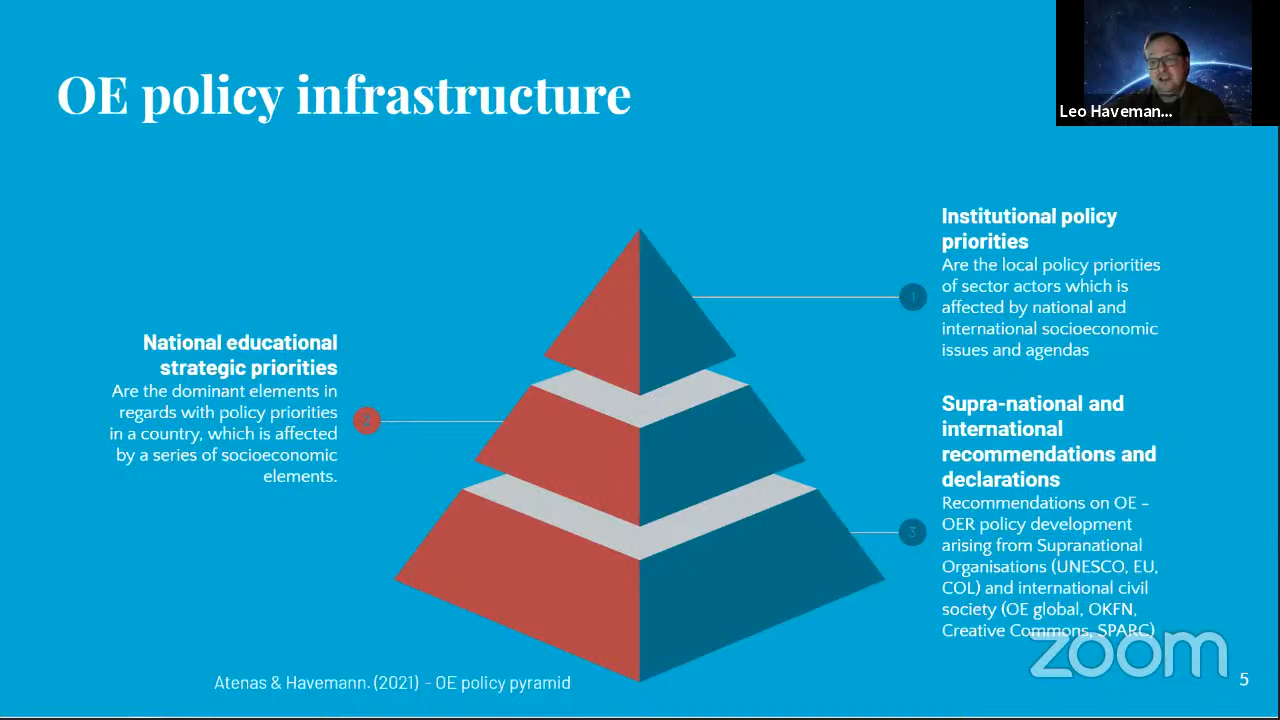 OE policy infrastructure
Leo Haveman...
Institutional policy
priorities
Are the local policy priorities
of sector actors which is
affected by national and
international socioeconomic
issues and agendas
1
National educational
strategic priorities
Are the dominant elements in
regards with policy priorities
in a country, which is affected
by a series of socioeconomic
elements.
2
Supra-national and
international
recommendations and
declarations
Recommendations on OE -
OER policy development
arising from Supranational
Organisations (UNESCO, EU,
COL) and international civil
society (OE global, OKFN,
Creative Commons, SPARC)
3
zoom
Atenas & Havemann. (2021) - OE policy pyramid
5